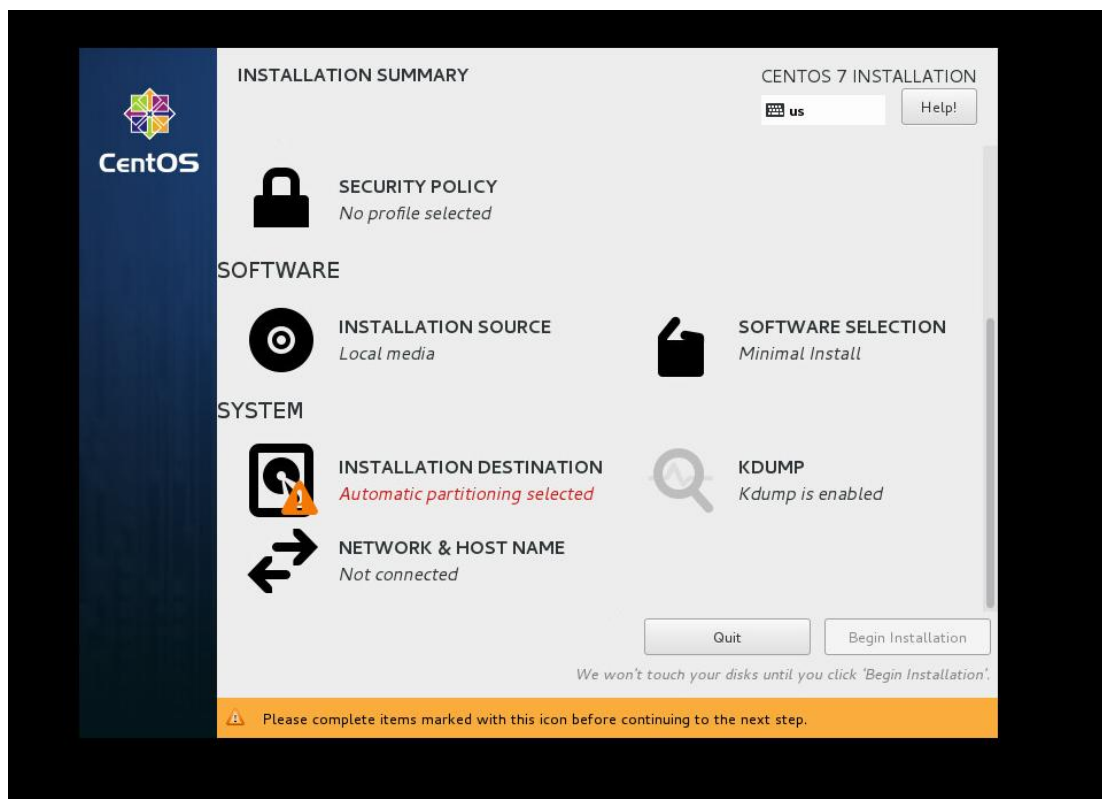 INSTALLATION SUMMARY
CENTOS 7 INSTALLATION
us
Help!
CentOS
SECURITY POLICY
No profile selected
SOFTWARE
INSTALLATION SOURCE
Local media
SOFTWARE SELECTION
Minimal Install
SYSTEM
INSTALLATION DESTINATION
Automatic partitioning selected
KDUMP
Kdump is enabled
NETWORK & HOST NAME
Not connected
Quit
Begin Installation
We won't touch your disks until you click 'Begin Installation'.
Please complete items marked with this icon before continuing to the next step.